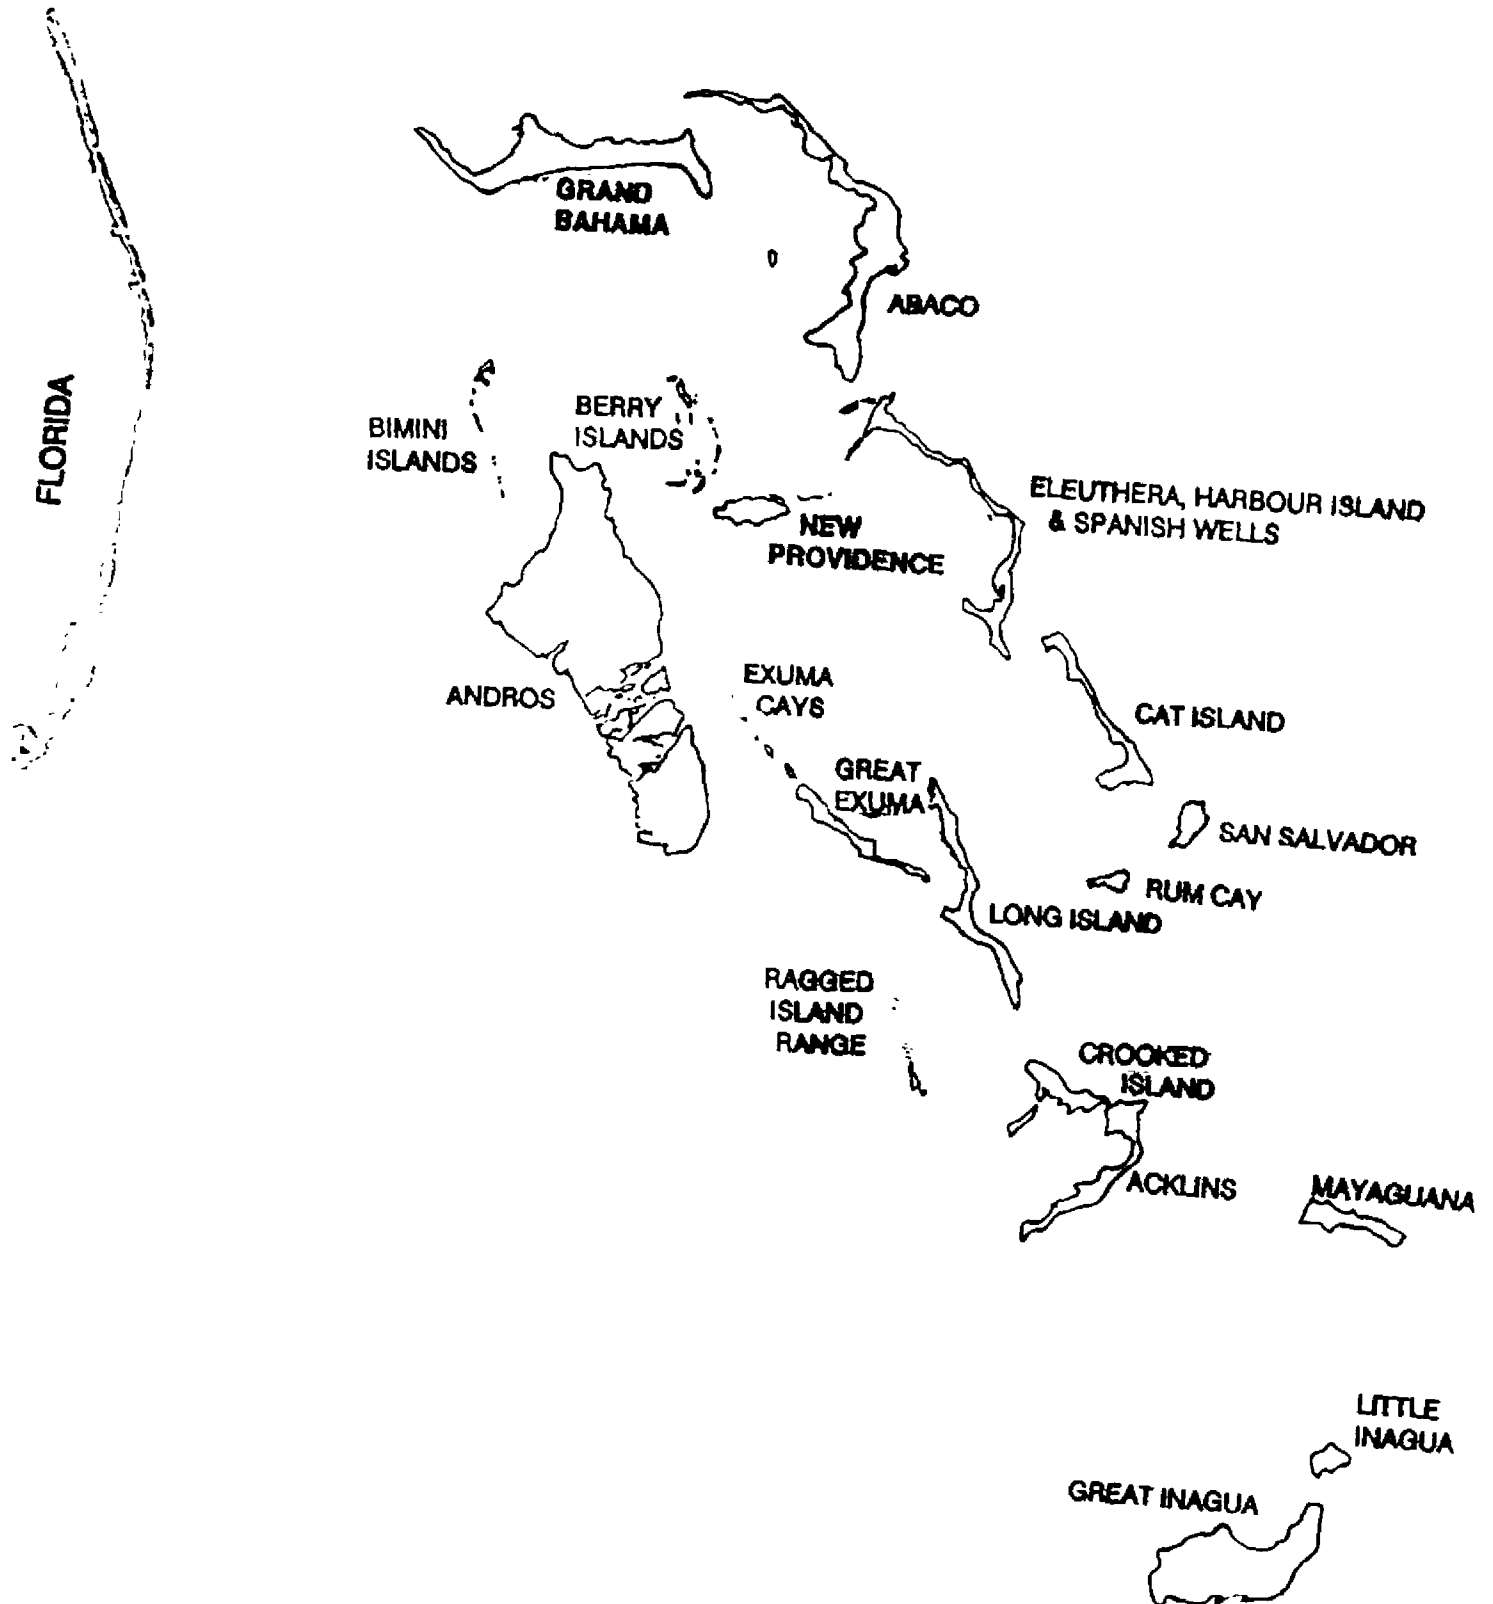 GRAND
BAHAMA
ABACO
FLORIDA
BIMINI
ISLANDS
BERRY
ISLANDS
NEW
PROVIDENCE
ELEUTHERA, HARBOUR ISLAND
& SPANISH WELLS
ANDROS
EXUMA
CAYS
CAT ISLAND
GREAT
EXUMA
SAN SALVADOR
RUM CAY
LONG ISLAND
RAGGED
ISLAND
RANGE
CROOKED
ISLAND
ACKLINS
MAYAGUANA
LITTLE
INAGUA
GREAT INAGUA